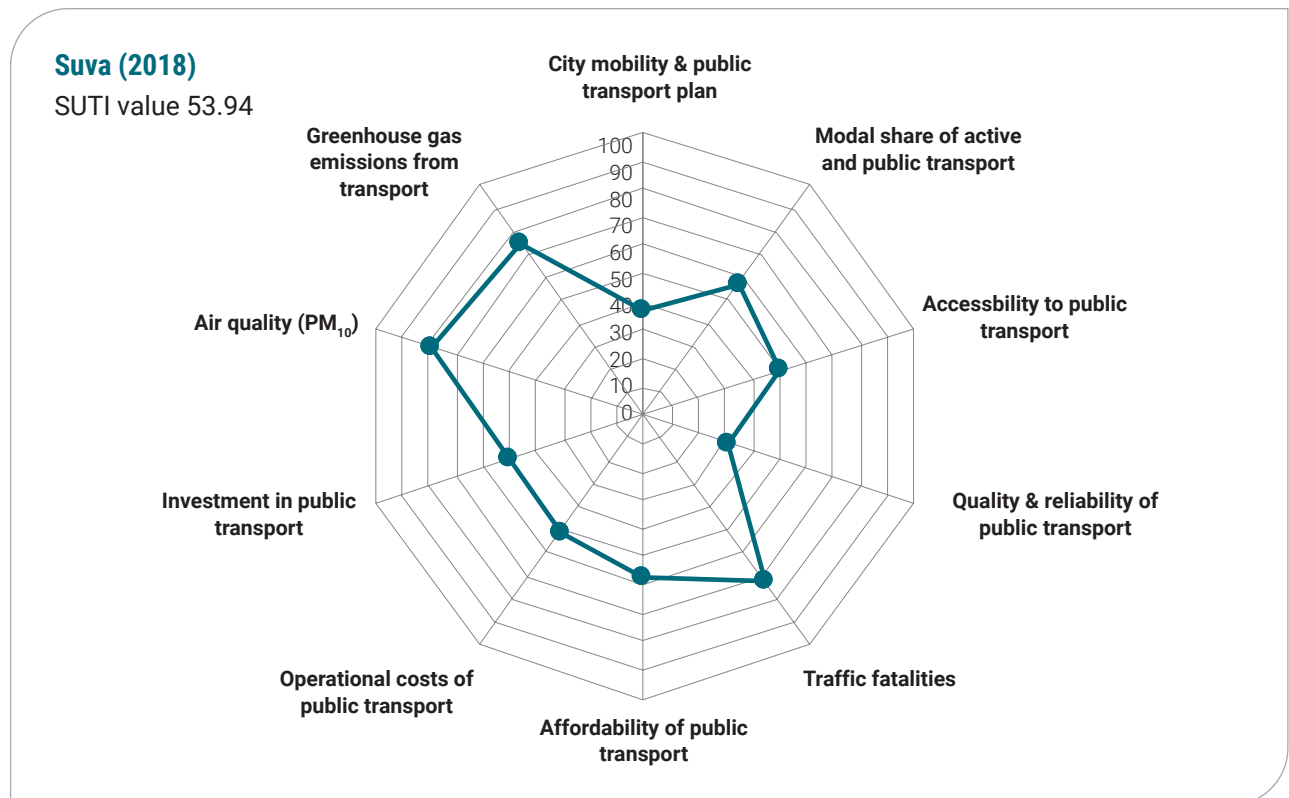 Suva (2018)
SUTI value 53.94
City mobility & public
transport plan
Modal share of active
and public transport
Accessbility to public
transport
Quality & reliability of
public transport
Traffic fatalities
Affordability of public
transport
Operational costs of
public transport
Investment in public
transport
Air quality (PM₁₀)
Greenhouse gas
emissions from
transport
100
90
80
70
60
50
40
30
20
10
0